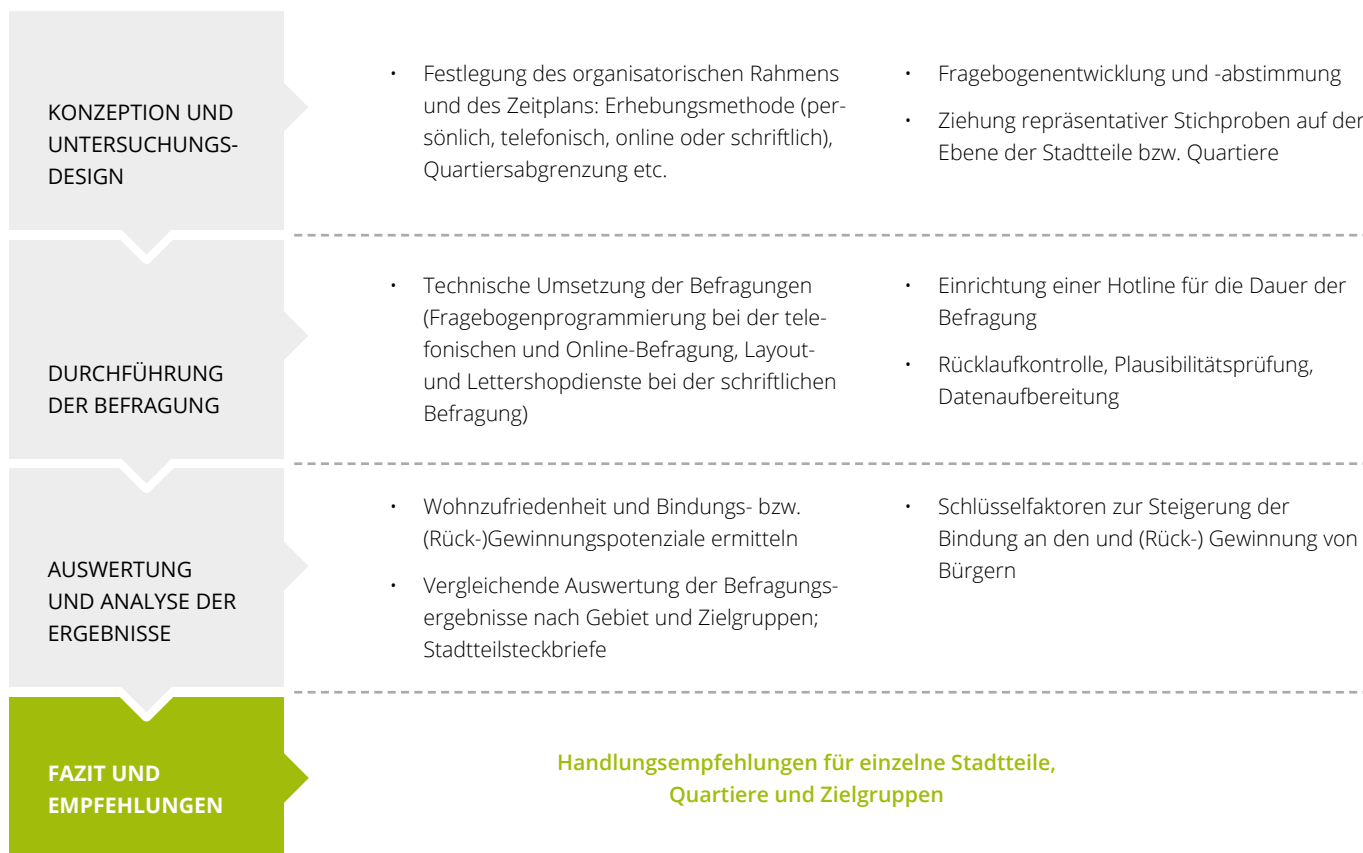 KONZEPTION UND
UNTERSUCHUNGS-
DESIGN
• Festlegung des organisatorischen Rahmens
und des Zeitplans: Erhebungsmethode (per-
sönlich, telefonisch, online oder schriftlich),
Quartiersabgrenzung etc.
• Fragebogenentwicklung und -abstimmung
• Ziehung repräsentativer Stichproben auf der
Ebene der Stadtteile bzw. Quartiere
DURCHFÜHRUNG
DER BEFRAGUNG
• Technische Umsetzung der Befragungen
(Fragebogenprogrammierung bei der tele-
fonischen und Online-Befragung, Layout-
und Lettershopdienste bei der schriftlichen
Befragung)
• Einrichtung einer Hotline für die Dauer der
Befragung
• Rücklaufkontrolle, Plausibilitätsprüfung,
Datenaufbereitung
AUSWERTUNG
UND ANALYSE DER
ERGEBNISSE
• Wohnzufriedenheit und Bindungs- bzw.
(Rück-)Gewinnungspotenziale ermitteln
• Vergleichende Auswertung der Befragungs-
ergebnisse nach Gebiet und Zielgruppen;
Stadtteilsteckbriefe
• Schlüsselfaktoren zur Steigerung der
Bindung an den und (Rück-) Gewinnung von
Bürgern
FAZIT UND
EMPFEHLUNGEN
Handlungsempfehlungen für einzelne Stadtteile,
Quartiere und Zielgruppen